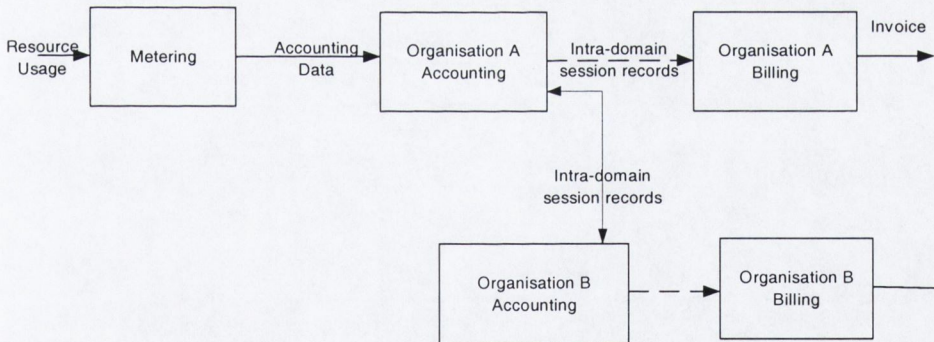 Resource
Usage
Metering
Accounting
Data
Organisation A
Accounting
Intra-domain
session records
Organisation A
Billing
Invoice
Intra-domain
session records
Organisation B
Accounting
Organisation B
Billing